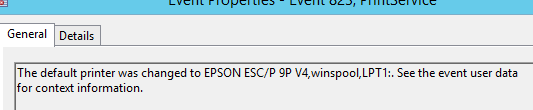 Event Properties - Event 823, PrintService
General Details
The default printer was changed to EPSON ESC/P 9P V4,winspool,LPT1:. See the event user data
for context information.